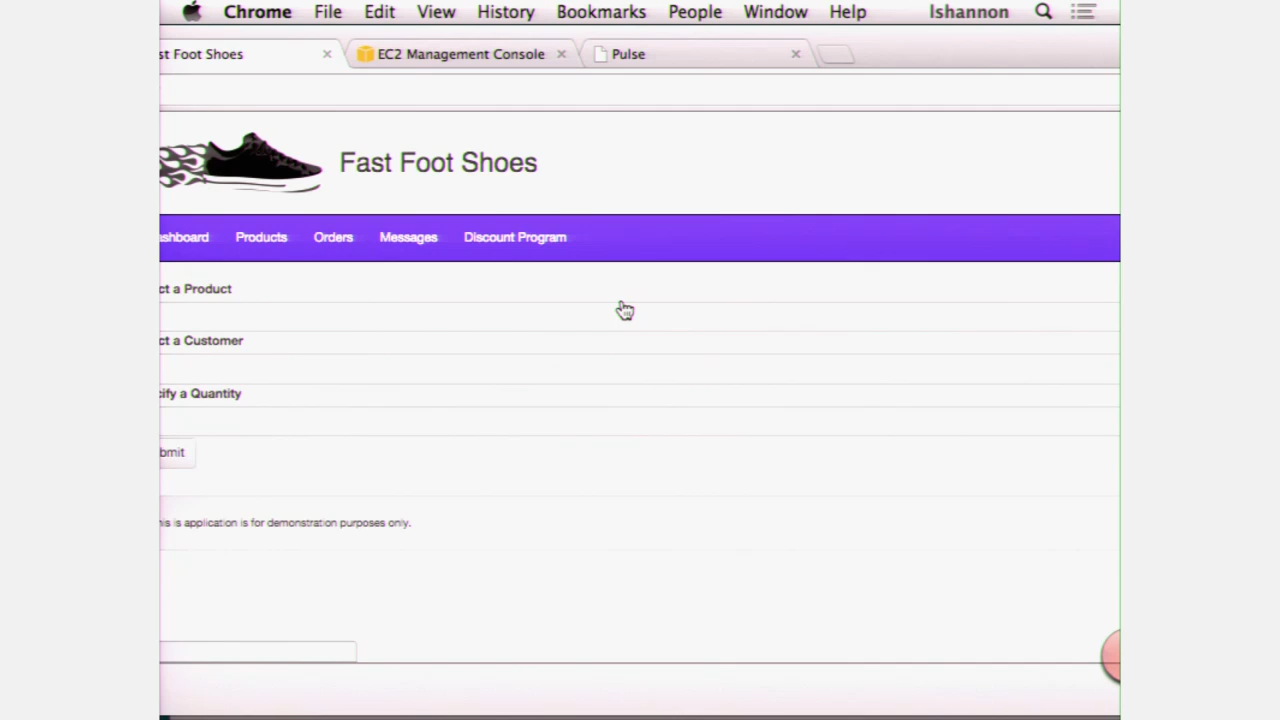 Chrome File Edit View History Bookmarks People Window Help lshannon
st Foot Shoes EC2 Management Console Pulse
Fast Foot Shoes
shboard Products Orders Messages Discount Program
ct a Product
ct a Customer
cify a Quantity
bmit
his is application is for demonstration purposes only.